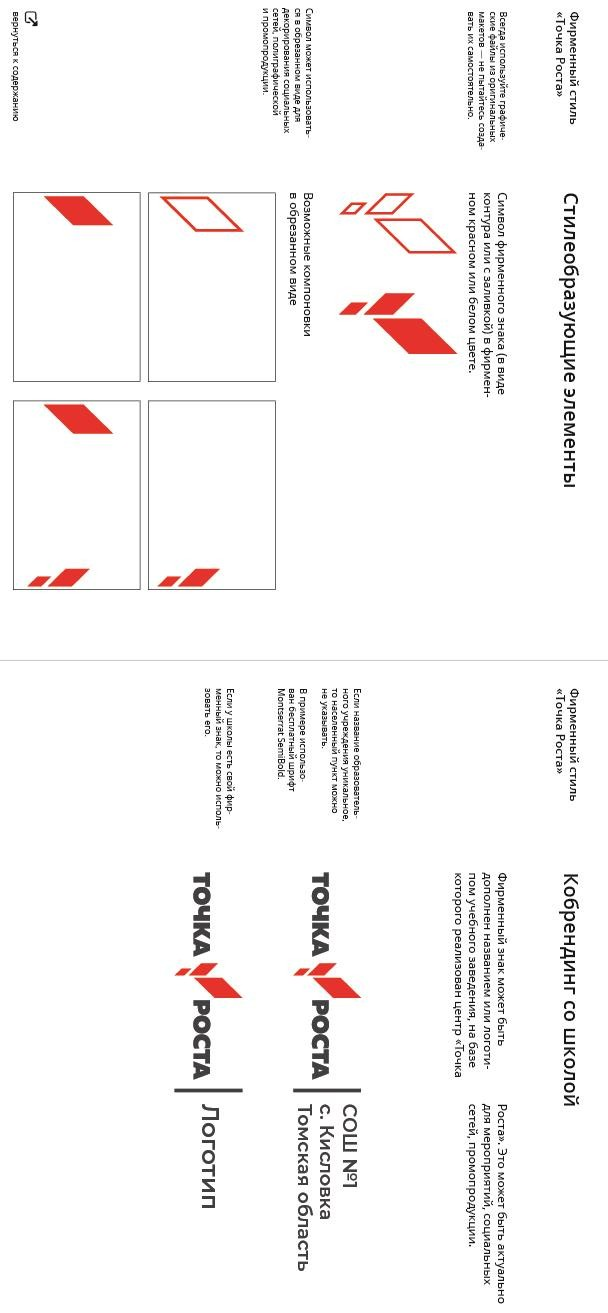 Фирменный стиль
«Точка Роста»
Стилеобразующие элементы
Всегда используйте графиче-
ские файлы из оригинальных
макетов — не пытайтесь созда-
вать их самостоятельно.
Символ фирменного знака (в виде
контура или с заливкой) в фирмен-
ном красном или белом цвете.
Символ может использовать-
ся в обрезанном виде для
декорирования социальных
сетей, полиграфической
и промопродукции.
Возможные компоновки
в обрезанном виде
вернуться к содержанию
Фирменный стиль
«Точка Роста»
Кобрендинг со школой
Фирменный знак может быть
дополнен названием или логоти-
пом учебного заведения, на базе
которого реализован центр «Точка
Роста». Это может быть актуально
для мероприятий, социальных
сетей, промопродукции.
Если название образователь-
ного учреждения уникальное,
то населенный пункт можно
не указывать.
В примере использо-
ван бесплатный шрифт
Montserrat SemiBold.
ТОЧКА РОСТА
СОШ №1
с. Кисловка
Томская область
Если у школы есть свой фир-
менный знак, то можно исполь-
зовать его.
ТОЧКА РОСТА
Логотип